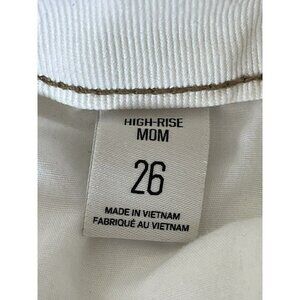 HIGH-RISE
MOM
26
MADE IN VIETNAM
FABRIQUÉ AU VIETNAM